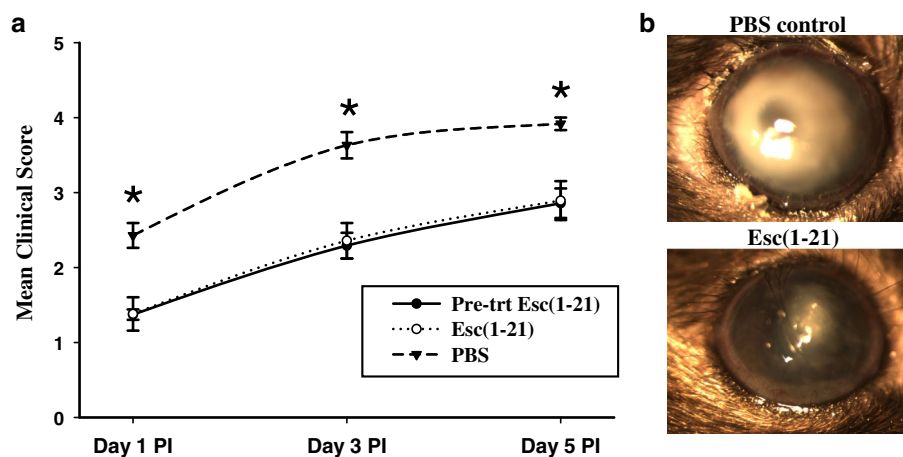 a
5
4
3
2
1
0
Mean Clinical Score
Pre-trt Esc(1-21)
Esc(1-21)
PBS
Day 1 PI
Day 3 PI
Day 5 PI
b
PBS control
Esc(1-21)